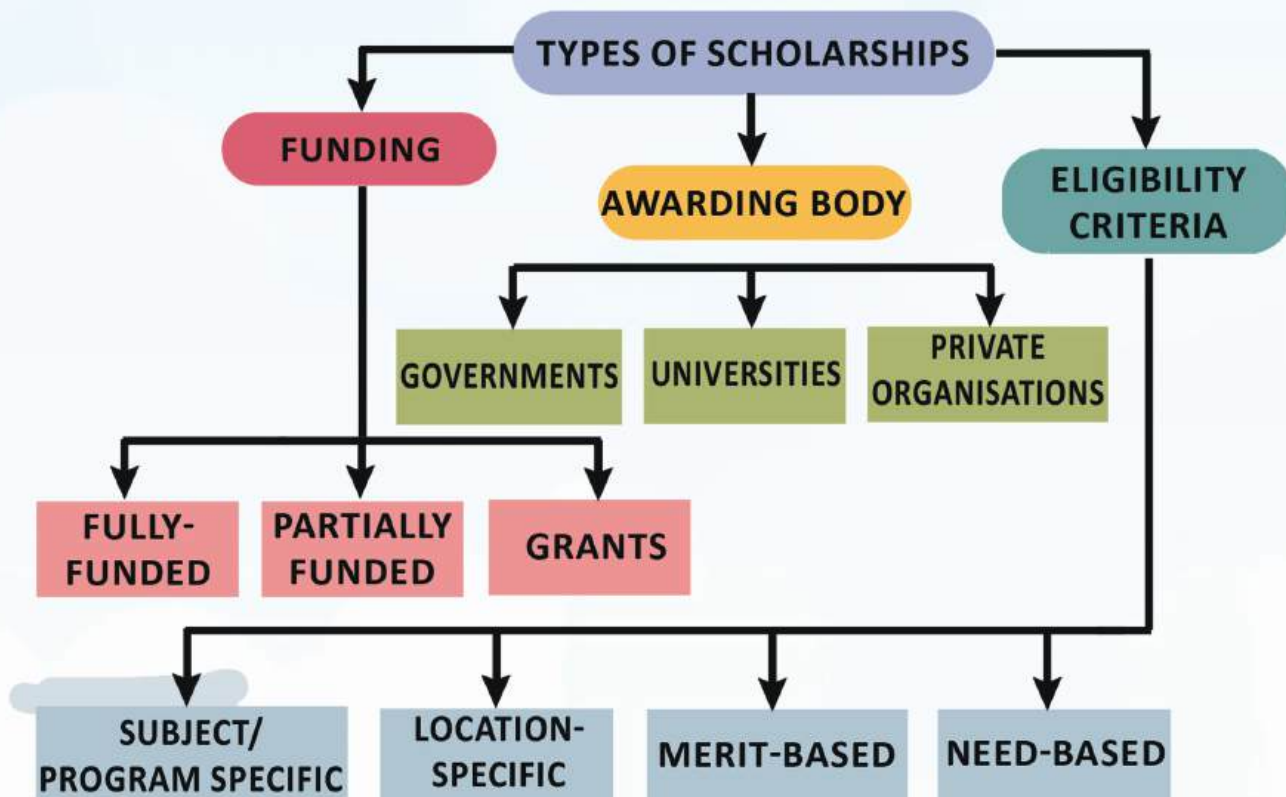 TYPES OF SCHOLARSHIPS
FUNDING
AWARDING BODY
ELIGIBILITY
CRITERIA
GOVERNMENTS
UNIVERSITIES
PRIVATE
ORGANISATIONS
FULLY-
FUNDED
PARTIALLY
FUNDED
GRANTS
SUBJECT/
PROGRAM SPECIFIC
LOCATION-
SPECIFIC
MERIT-BASED
NEED-BASED